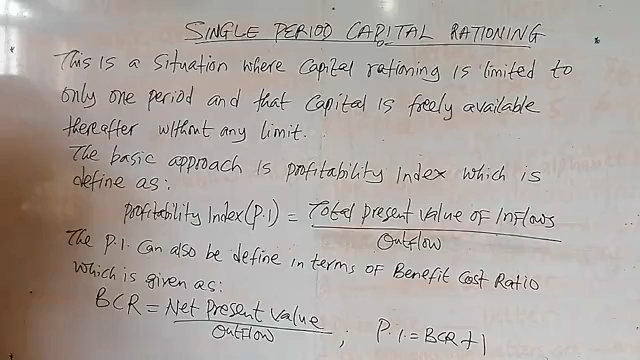 SINGLE PERIOD CAPITAL RATIONING
This is a situation where capital rationing is limited to
only one period and that capital is freely available
thereafter without any limit.
The basic approach is profitability index which is
define as:
profitability Index (P.I) = Total present value of Inflows
Outflow
The P.I. can also be define in terms of Benefit Cost Ratio
which is given as:
BCR = Net present value ; P.I. = BCR + 1
Outflow